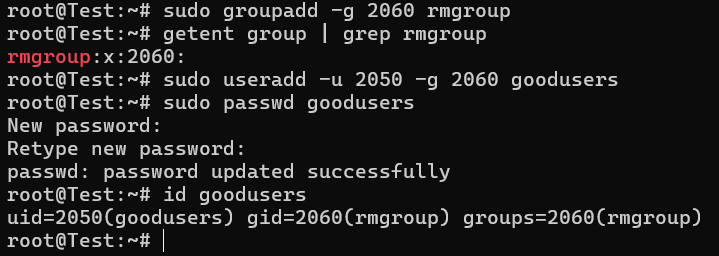 root@Test:~# sudo groupadd -g 2060 rmgroup
root@Test:~# getent group | grep rmgroup
rmgroup:x:2060:
root@Test:~# sudo useradd -u 2050 -g 2060 goodusers
root@Test:~# sudo passwd goodusers
New password:
Retype new password:
passwd: password updated successfully
root@Test:~# id goodusers
uid=2050(goodusers) gid=2060(rmgroup) groups=2060(rmgroup)
root@Test:~#